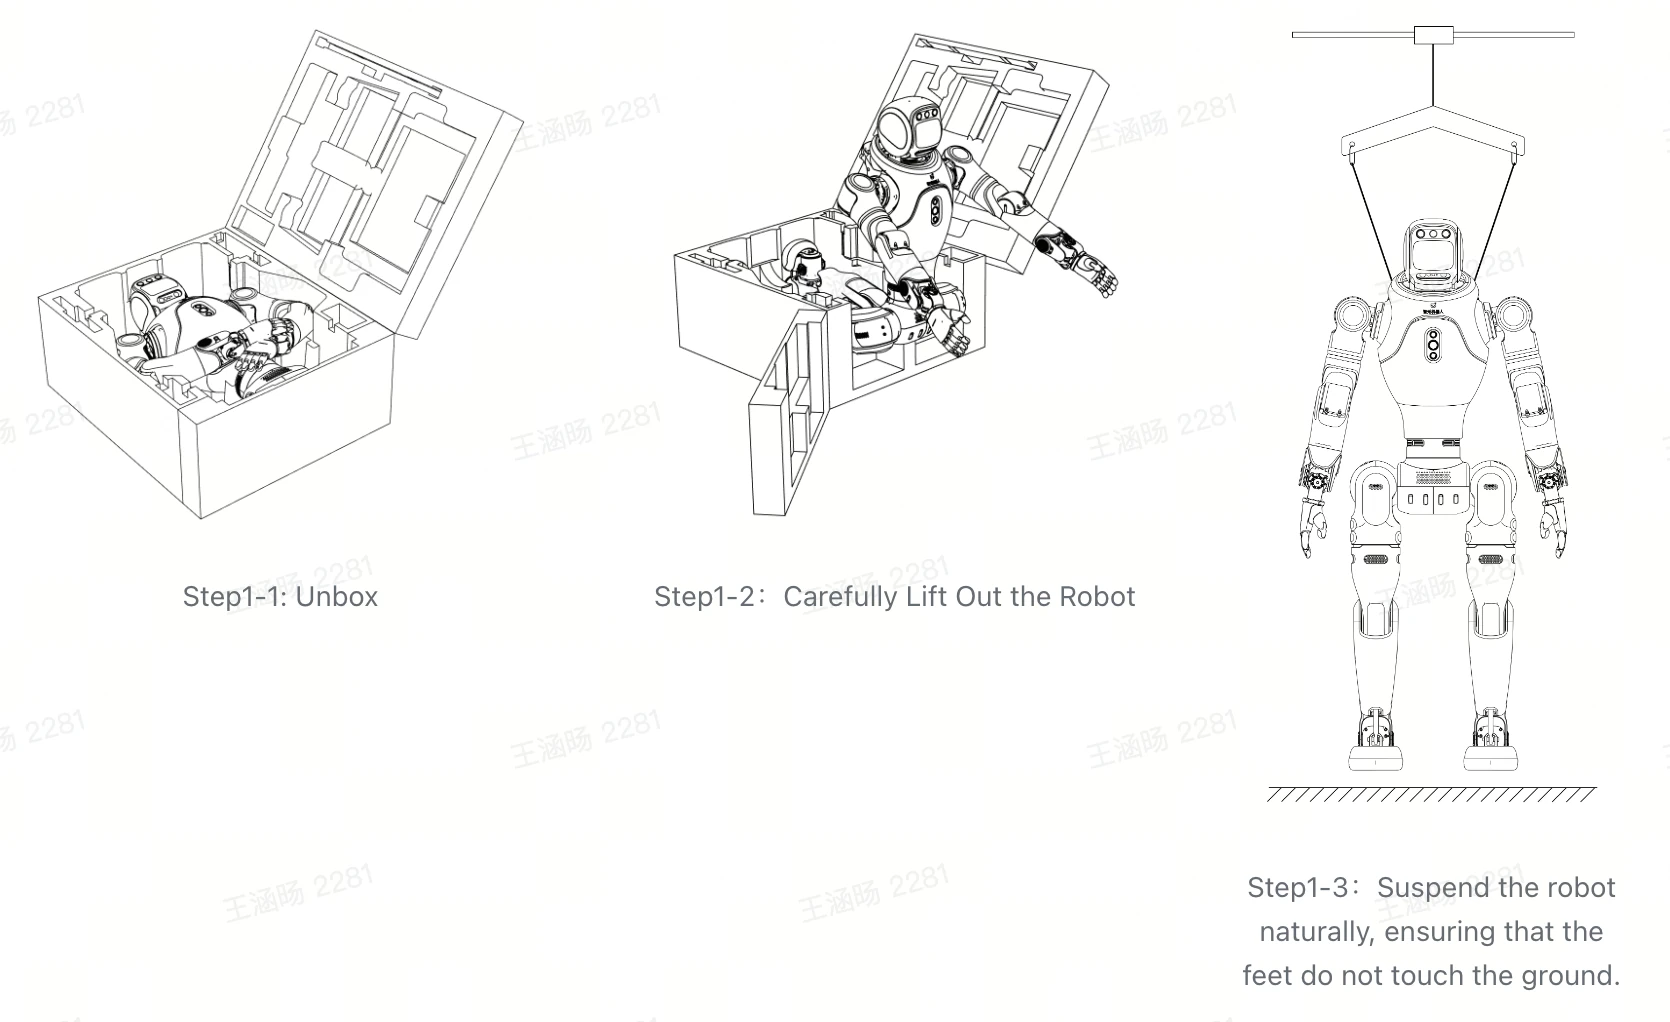 Step1-1: Unbox
Step1-2：Carefully Lift Out the Robot
Step1-3：Suspend the robot
naturally, ensuring that the
feet do not touch the ground.
王涵旸 2281